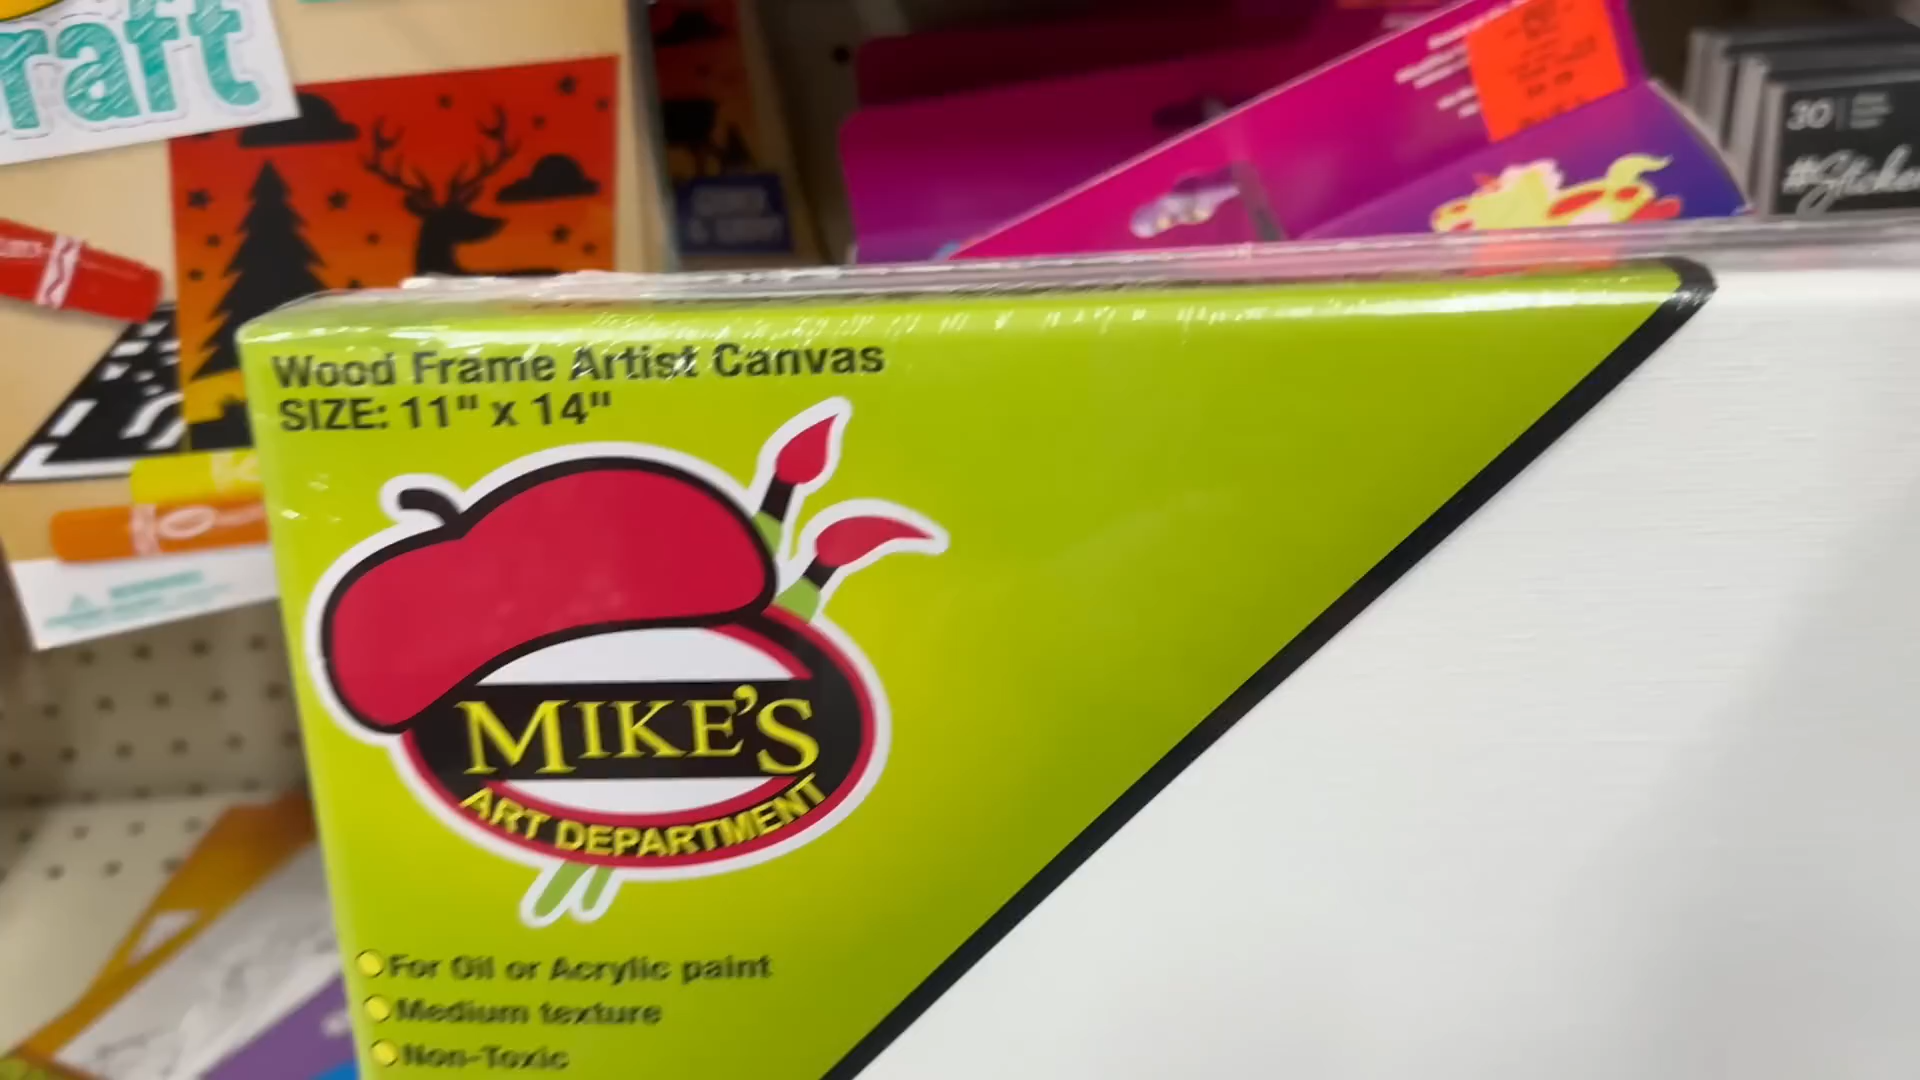 raft
30
#Sticke
Wood Frame Artist Canvas
SIZE: 11" x 14"
MIKE'S
ART DEPARTMENT
For Oil or Acrylic paint
Medium texture
Non-Toxic